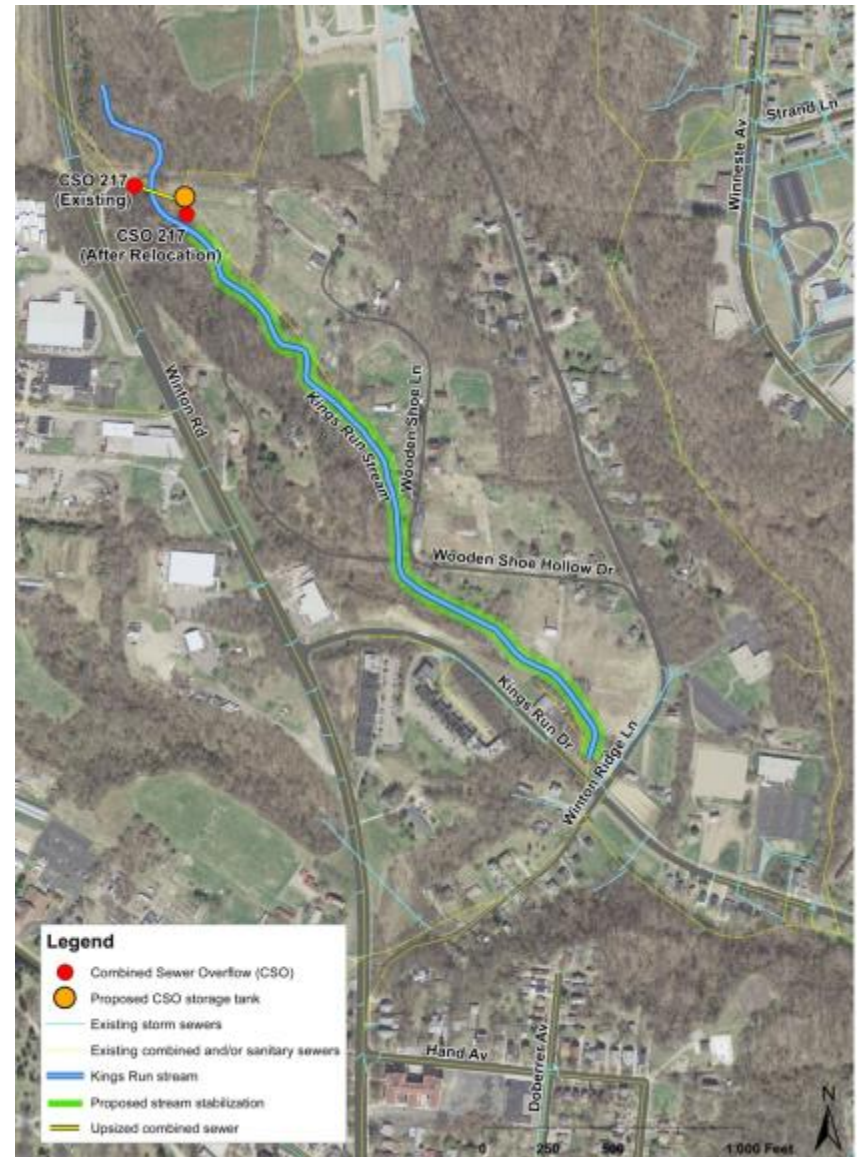 Strand Ln
Winneste Av
CSO 217
(Existing)
CSO 217
(After Relocation)
Winton Rd
Kings Run Stream
Wooden Shoe Ln
Wooden Shoe Hollow Dr
Kings Run Dr
Winton Ridge Ln
Legend
Combined Sewer Overflow (CSO)
Proposed CSO storage tank
Existing storm sewers
Existing combined and/or sanitary sewers
Kings Run stream
Proposed stream stabilization
Upsized combined sewer
Hand Av
Doberrer Av
N
0 250 500 1,000 Feet